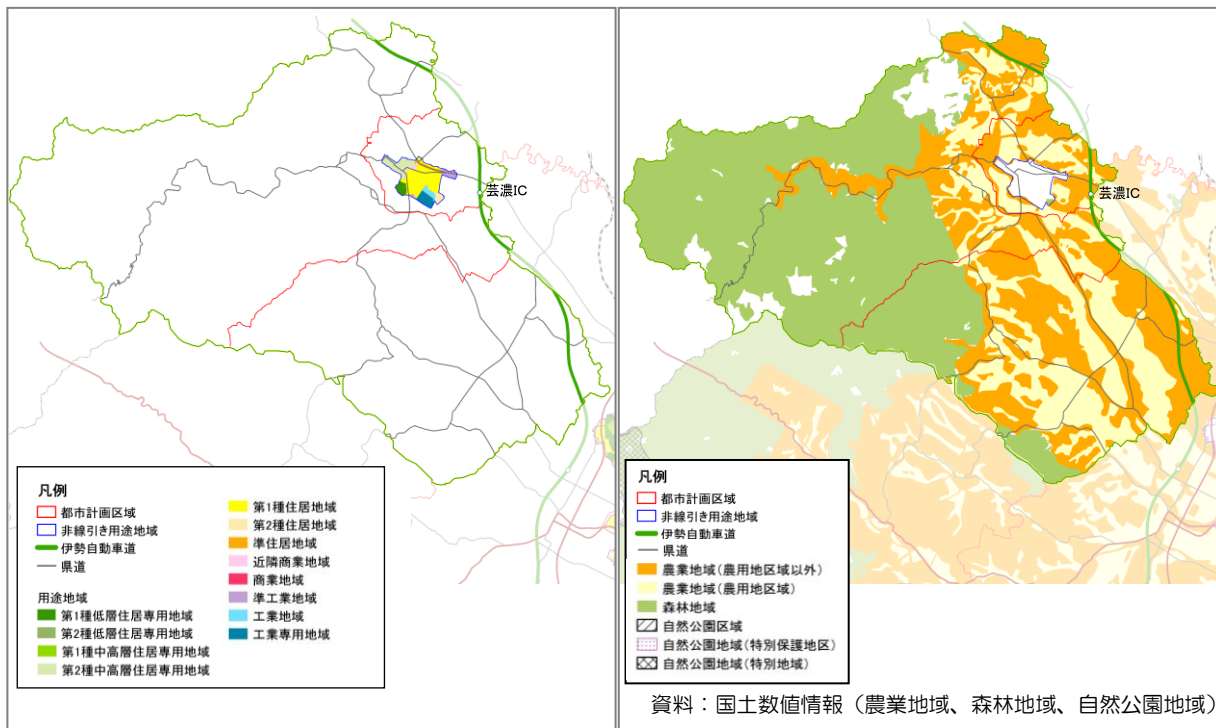 芸濃IC
凡例
都市計画区域
非線引き用途地域
伊勢自動車道
県道
用途地域
第1種低層住居専用地域
第2種低層住居専用地域
第1種中高層住居専用地域
第2種中高層住居専用地域
第1種住居地域
第2種住居地域
準住居地域
近隣商業地域
商業地域
準工業地域
工業地域
工業専用地域
芸濃IC
凡例
都市計画区域
非線引き用途地域
伊勢自動車道
県道
農業地域(農用地区域以外)
農業地域(農用地区域)
森林地域
自然公園区域
自然公園地域(特別保護地区)
自然公園地域(特別地域)
資料：国土数値情報（農業地域、森林地域、自然公園地域）